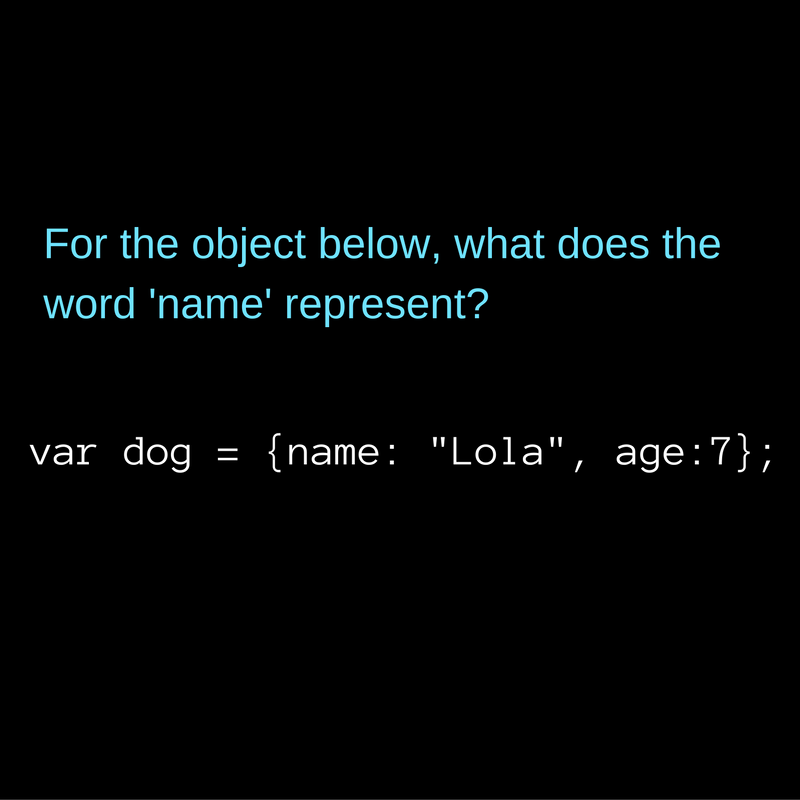 For the object below, what does the
word 'name' represent?
var dog = {name: "Lola", age:7};